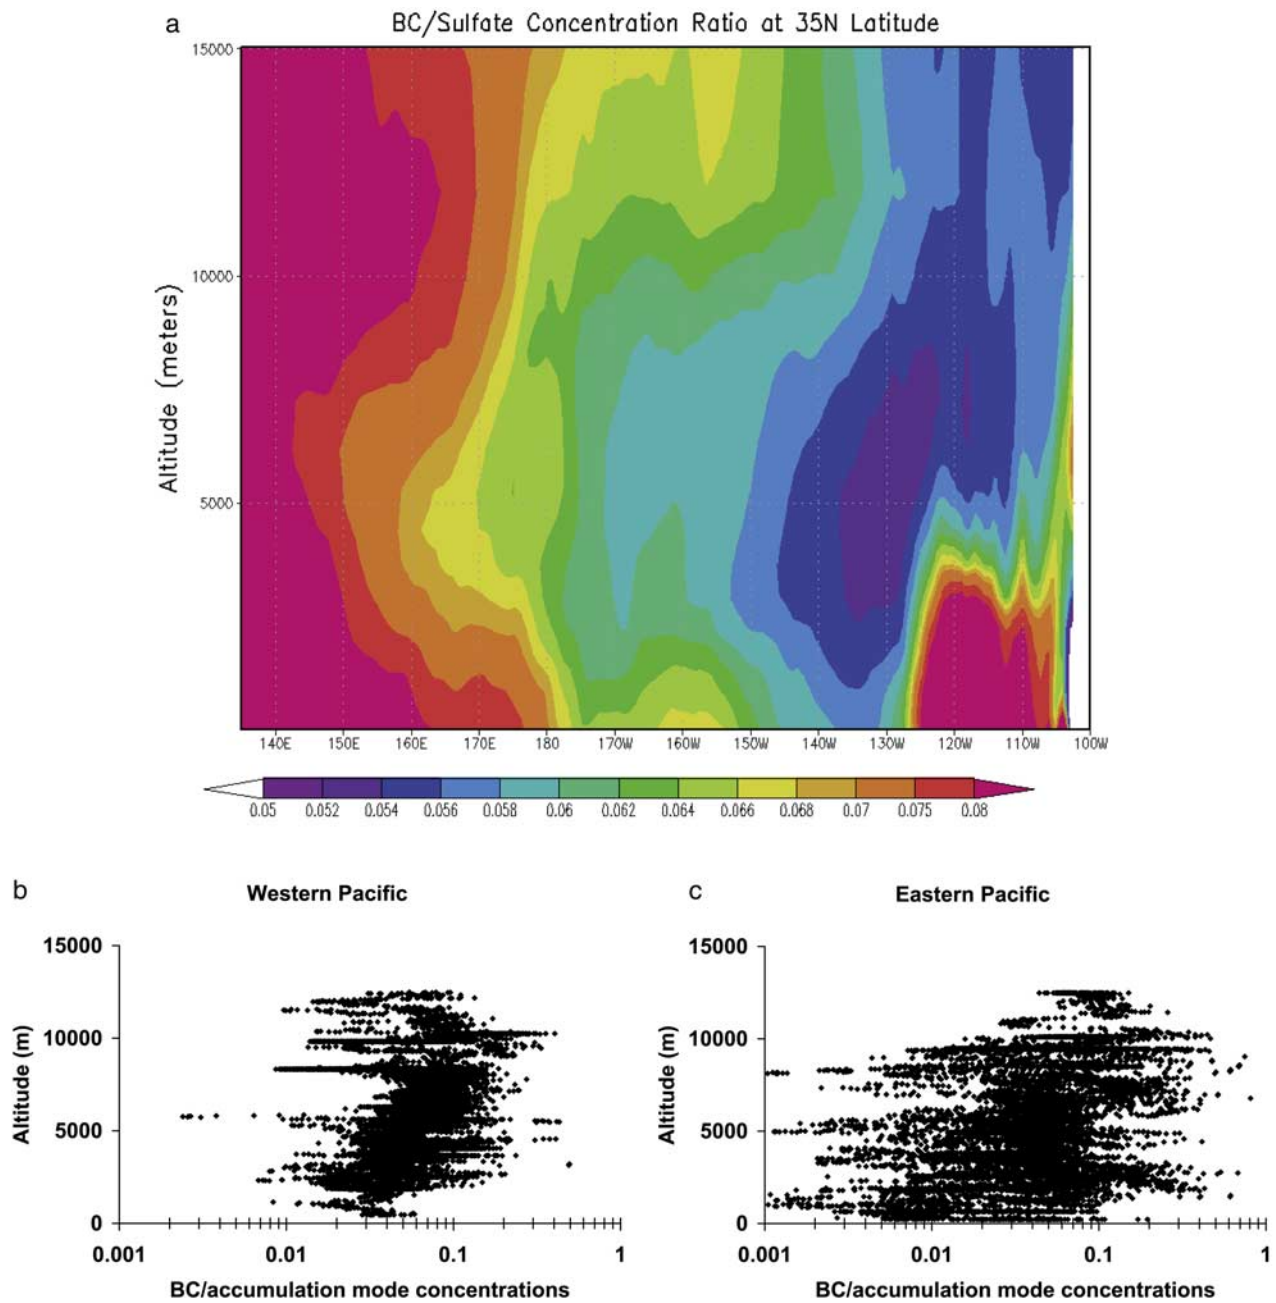 a
BC/Sulfate Concentration Ratio at 35N Latitude
15000
10000
5000
Altitude (meters)
140E 150E 160E 170E 180 170W 160W 150W 140W 130W 120W 110W 100W
0.05 0.052 0.054 0.056 0.058 0.06 0.062 0.064 0.066 0.068 0.07 0.075 0.08
b
Western Pacific
15000
10000
5000
0
Altitude (m)
0.001 0.01 0.1 1
BC/accumulation mode concentrations
c
Eastern Pacific
15000
10000
5000
0
Altitude (m)
0.001 0.01 0.1 1
BC/accumulation mode concentrations